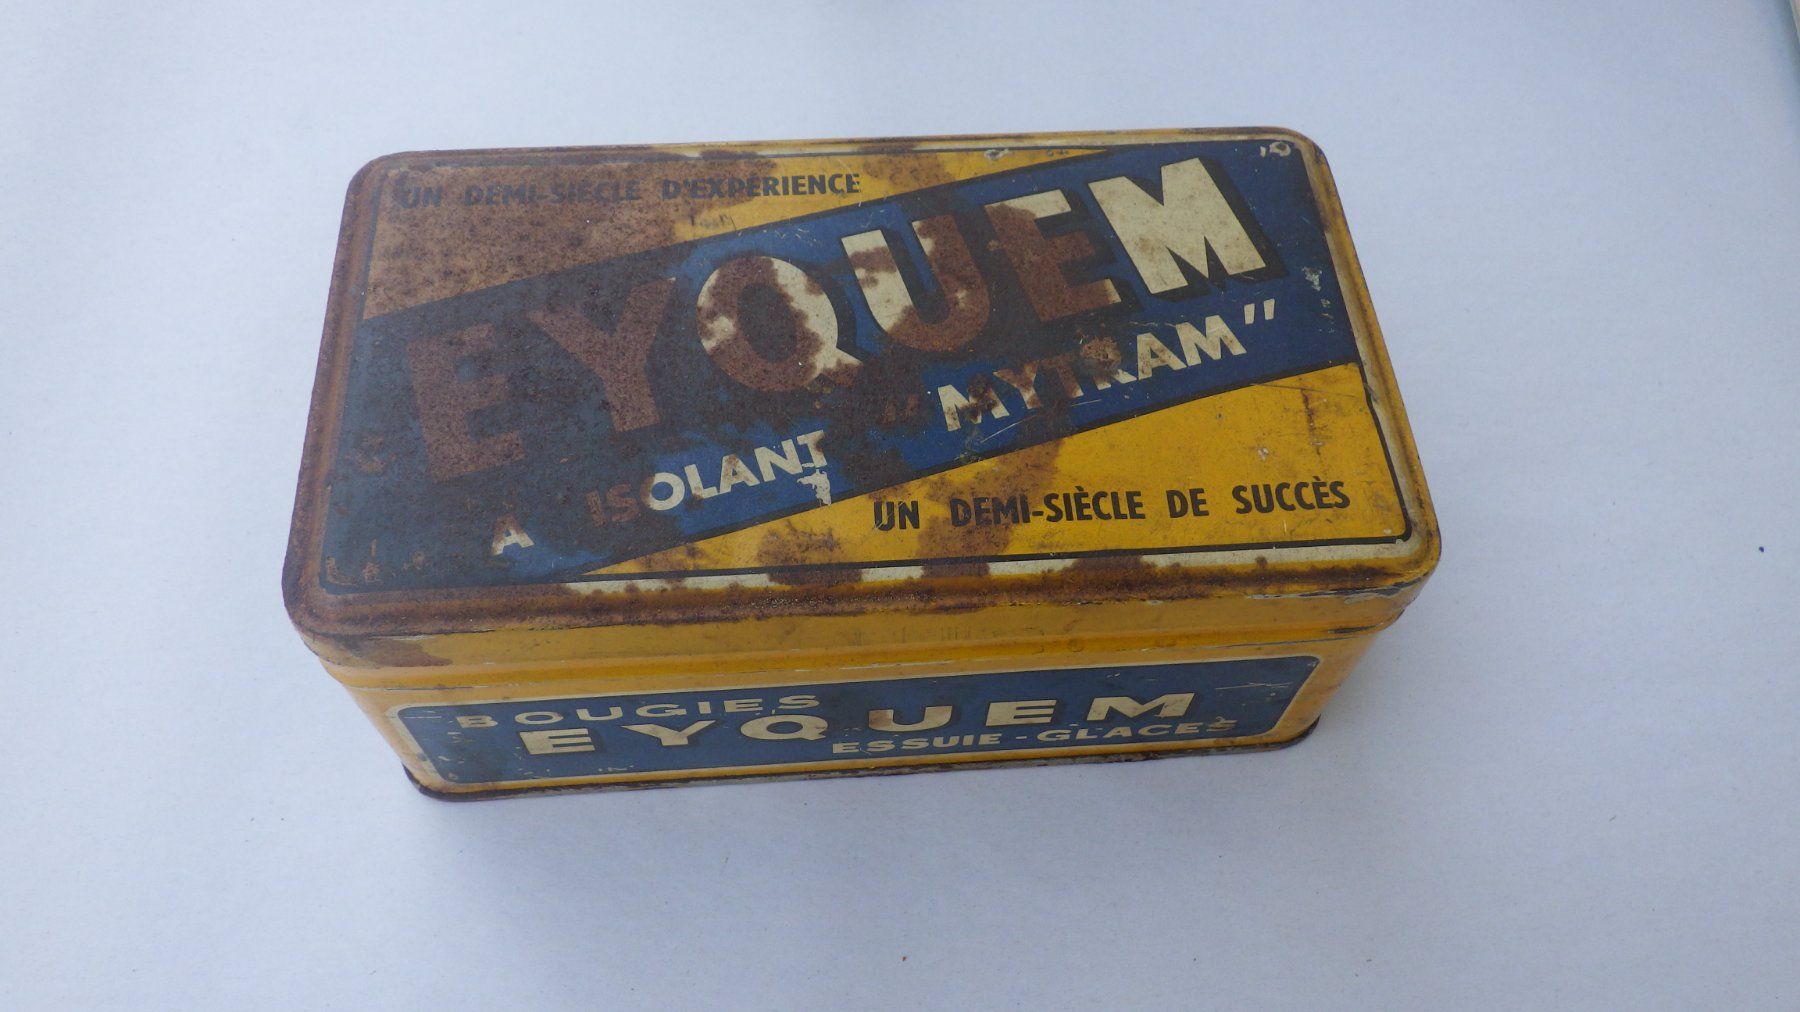 UN DEMI-SIÈCLE D'EXPÉRIENCE
EYQUEM
A ISOLANT "MYTRAM"
UN DEMI-SIÈCLE DE SUCCÈS
BOUGIES
EYQUEM
ESSUIE-GLACES